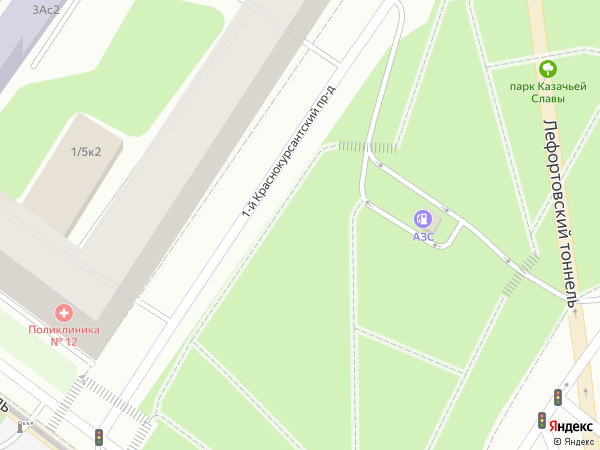 3Ас2
парк Казачьей
Славы
1/5к2
1-й Краснокурсантский пр-д
Лефортовский тоннель
АЗС
Поликлиника
№ 12
Яндекс
© Яндекс